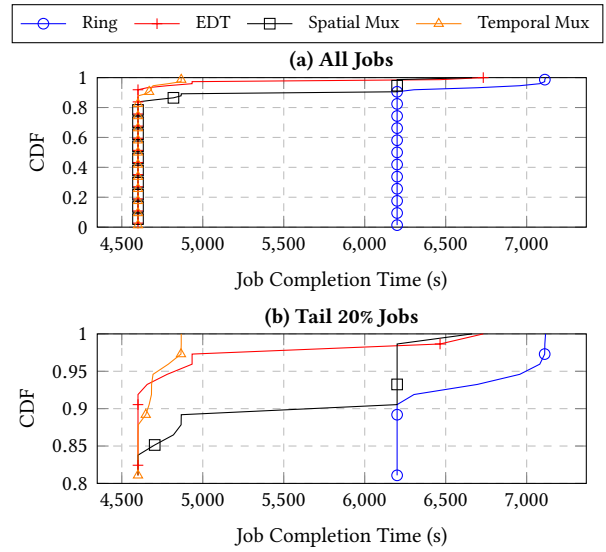 Ring EDT Spatial Mux Temporal Mux
(a) All Jobs
1
0.8
0.6
0.4
0.2
0
CDF
4,500 5,000 5,500 6,000 6,500 7,000
Job Completion Time (s)
(b) Tail 20% Jobs
1
0.95
0.9
0.85
0.8
CDF
4,500 5,000 5,500 6,000 6,500 7,000
Job Completion Time (s)